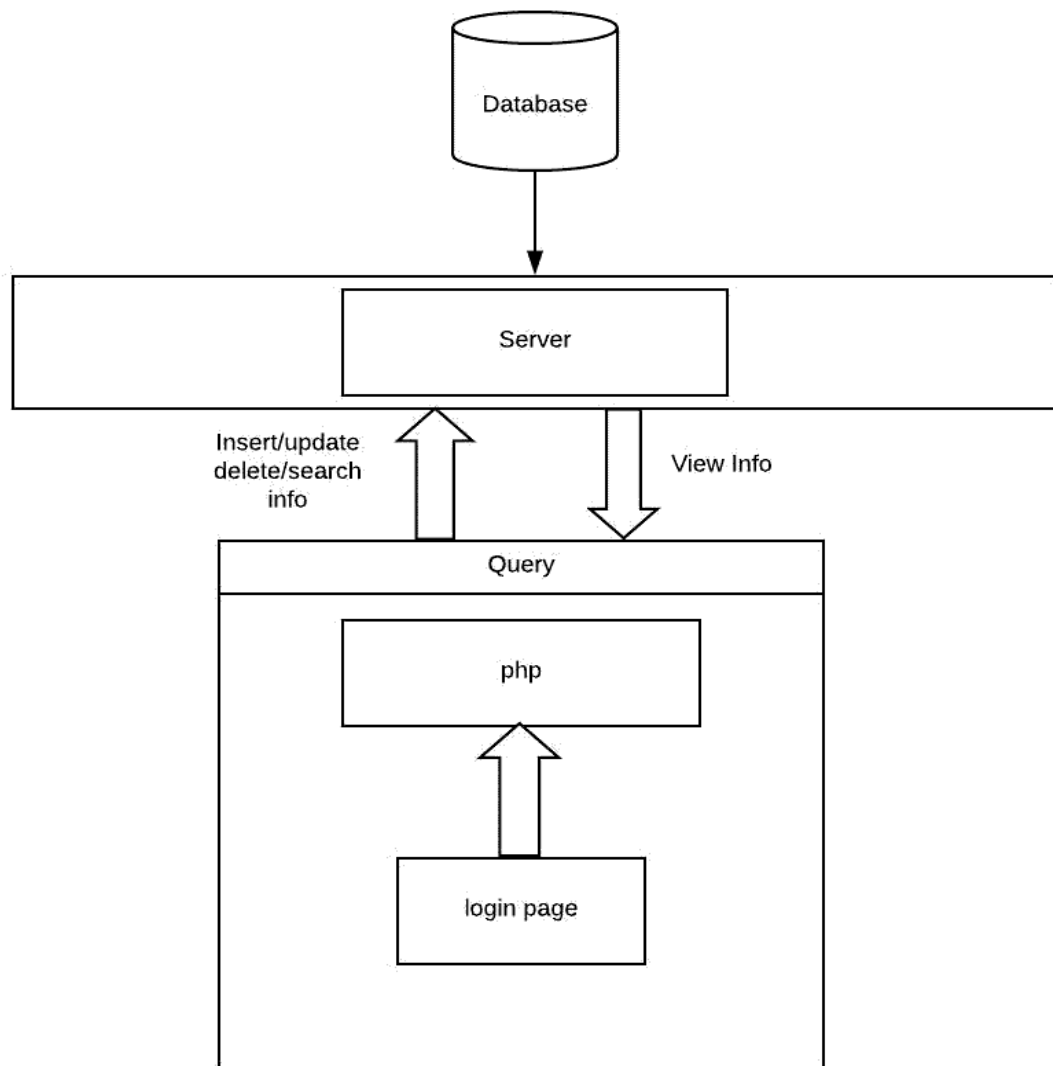 Database
Server
Insert/update
delete/search
info
View Info
Query
php
login page